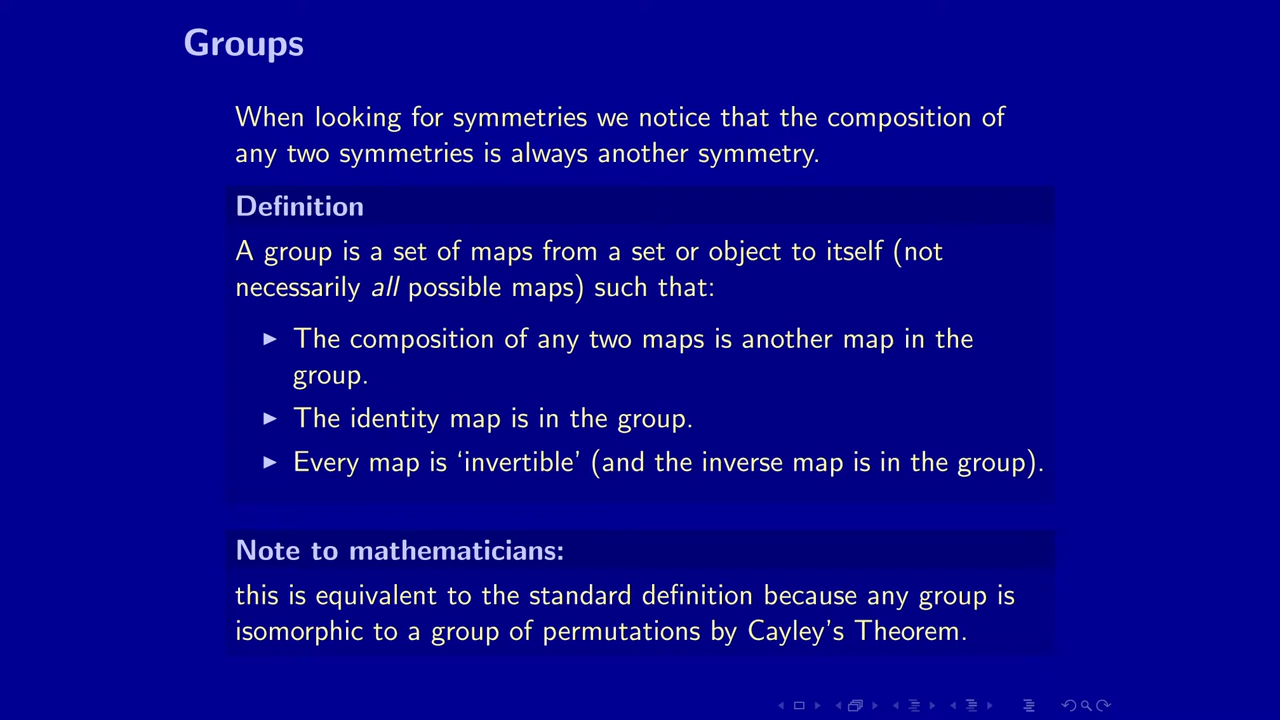 Groups
When looking for symmetries we notice that the composition of
any two symmetries is always another symmetry.
Definition
A group is a set of maps from a set or object to itself (not
necessarily all possible maps) such that:
▶ The composition of any two maps is another map in the
group.
▶ The identity map is in the group.
▶ Every map is ‘invertible’ (and the inverse map is in the group).
Note to mathematicians:
this is equivalent to the standard definition because any group is
isomorphic to a group of permutations by Cayley’s Theorem.